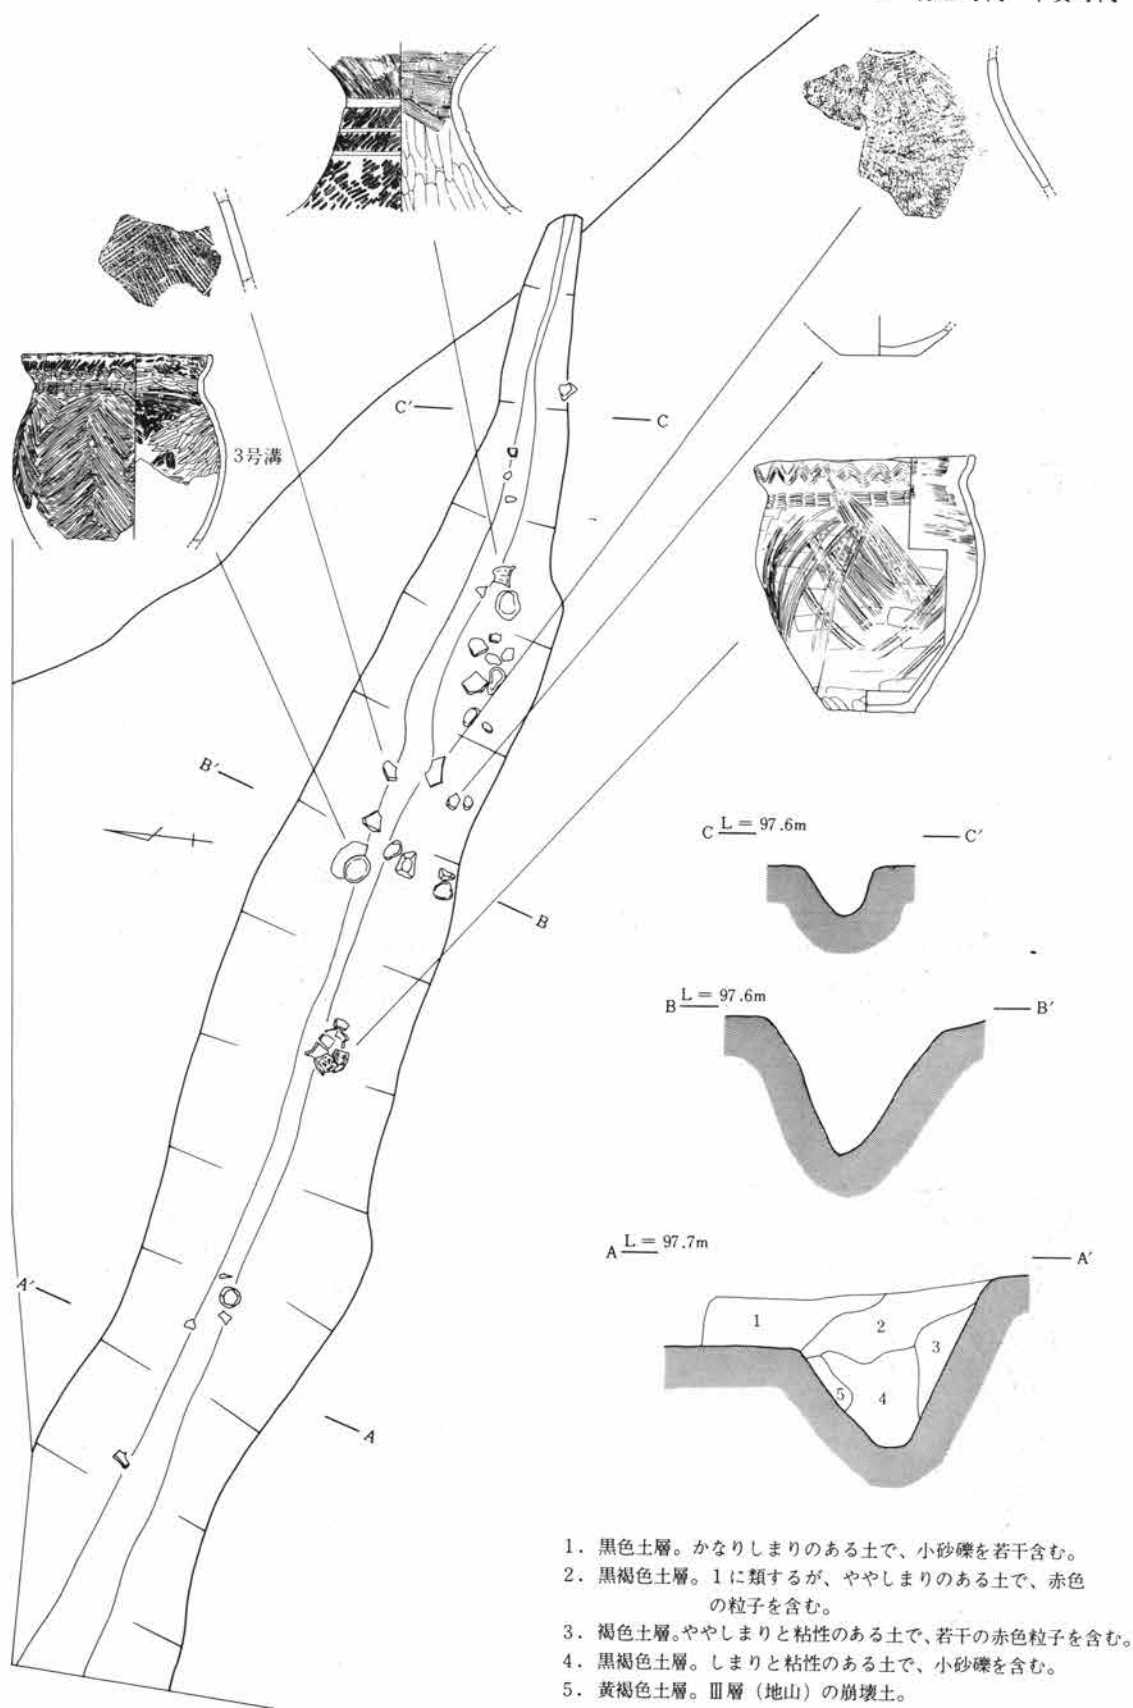 3号溝
C′
C
B′
B
A′
A
C L = 97.6m C′
B L = 97.6m B′
A L = 97.7m A′
1
2
3
4
5
1. 黒色土層。かなりしまりのある土で、小砂礫を若干含む。
2. 黒褐色土層。1に類するが、ややしまりのある土で、赤色
の粒子を含む。
3. 褐色土層。ややしまりと粘性のある土で、若干の赤色粒子を含む。
4. 黒褐色土層。しまりと粘性のある土で、小砂礫を含む。
5. 黄褐色土層。Ⅲ層（地山）の崩壊土。